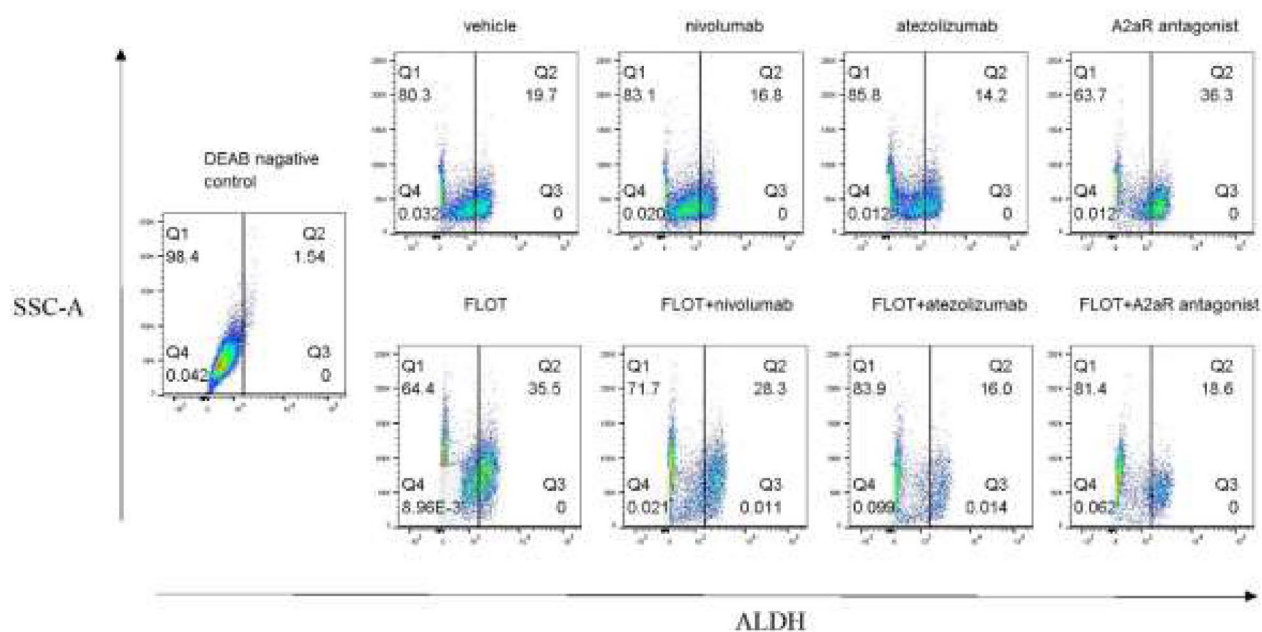 vehicle
nivolumab
atezolizumab
A2aR antagonist
Q1 Q2
80.3 19.7
Q4 Q3
0.032 0
Q1 Q2
83.1 16.8
Q4 Q3
0.020 0
Q1 Q2
85.8 14.2
Q4 Q3
0.012 0
Q1 Q2
63.7 36.3
Q4 Q3
0.012 0
DEAB nagative
control
Q1 Q2
98.4 1.54
Q4 Q3
0.042 0
SSC-A
FLOT
FLOT+nivolumab
FLOT+atezolizumab
FLOT+A2aR antagonist
Q1 Q2
64.4 35.5
Q4 Q3
8.96E-3 0
Q1 Q2
71.7 28.3
Q4 Q3
0.021 0.011
Q1 Q2
83.9 16.0
Q4 Q3
0.099 0.014
Q1 Q2
81.4 18.6
Q4 Q3
0.062 0
ALDH